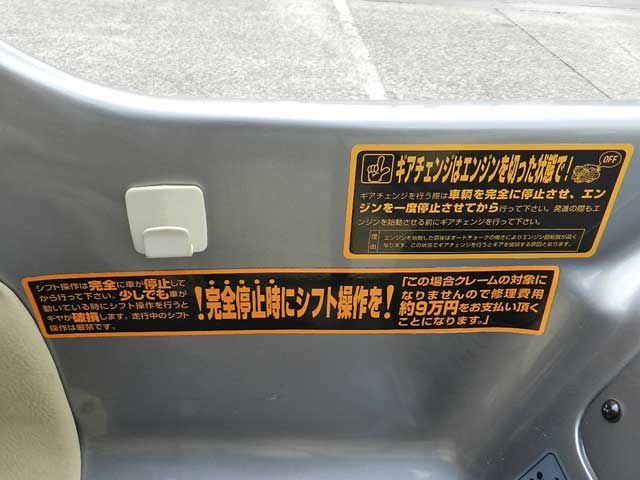 ギアチェンジはエンジンを切った状態で!
OFF
ギアチェンジを行う際は車輌を完全に停止させ、エン
ジンを一度停止させてから行って下さい。発進の際もエ
ンジンを始動させる前にギアチェンジを行って下さい。
理由
エンジンを始動した直後はオートチョークの働きによりエンジン回転数が高く
なります。この状態でギアチェンジを行うとギアを破損する原因となります。
シフト操作は完全に車が停止して
から行って下さい。少しでも車が
動いている時にシフト操作を行うと
ギヤが破損します。走行中のシフト
操作は厳禁です。
!完全停止時にシフト操作を!
「この場合クレームの対象に
なりませんので修理費用
約9万円をお支払い頂く
ことになります。」